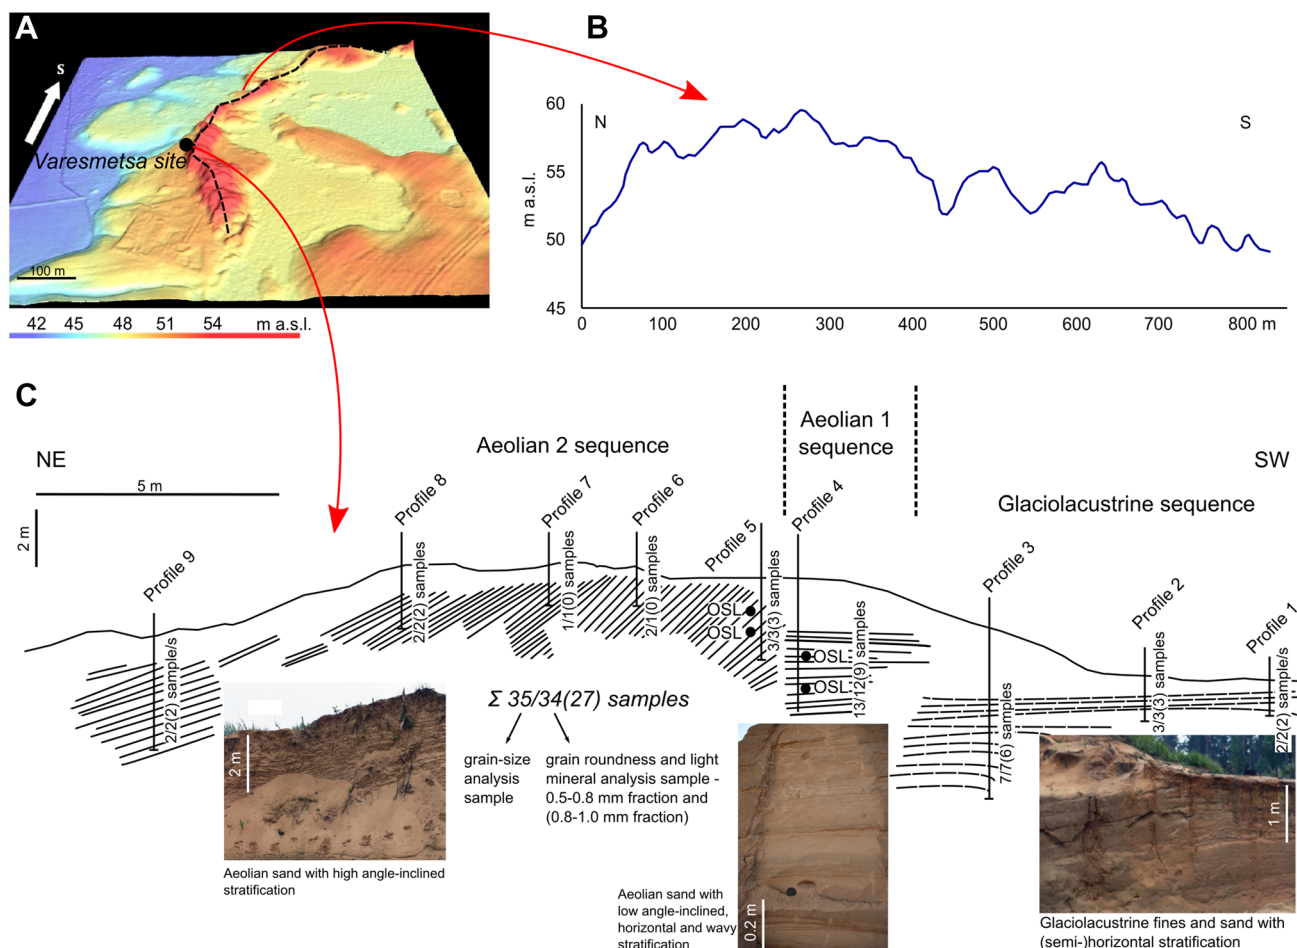 A
S
Varesmetsa site
100 m
42 45 48 51 54 m a.s.l.
B
60
55
50
45
m a.s.l.
N
S
0 100 200 300 400 500 600 700 800 m
C
NE
SW
5 m
2 m
Aeolian 2 sequence
Aeolian 1
sequence
Glaciolacustrine sequence
Profile 9
2/2(2) sample/s
Profile 8
2/2(2) samples
Profile 7
1/1(0) samples
Profile 6
2/1(0) samples
Profile 5
3/3(3) samples
OSL
OSL
Profile 4
13/12(9) samples
OSL
OSL
Profile 3
7/7(6) samples
Profile 2
3/3(3) samples
Profile 1
2/2(2) sample/s
Σ 35/34(27) samples
grain-size
analysis
sample
grain roundness and light
mineral analysis sample -
0.5-0.8 mm fraction and
(0.8-1.0 mm fraction)
2 m
Aeolian sand with high angle-inclined
stratification
0.2 m
Aeolian sand with
low angle-inclined,
horizontal and wavy
stratification
1 m
Glaciolacustrine fines and sand with
(semi-)horizontal stratification